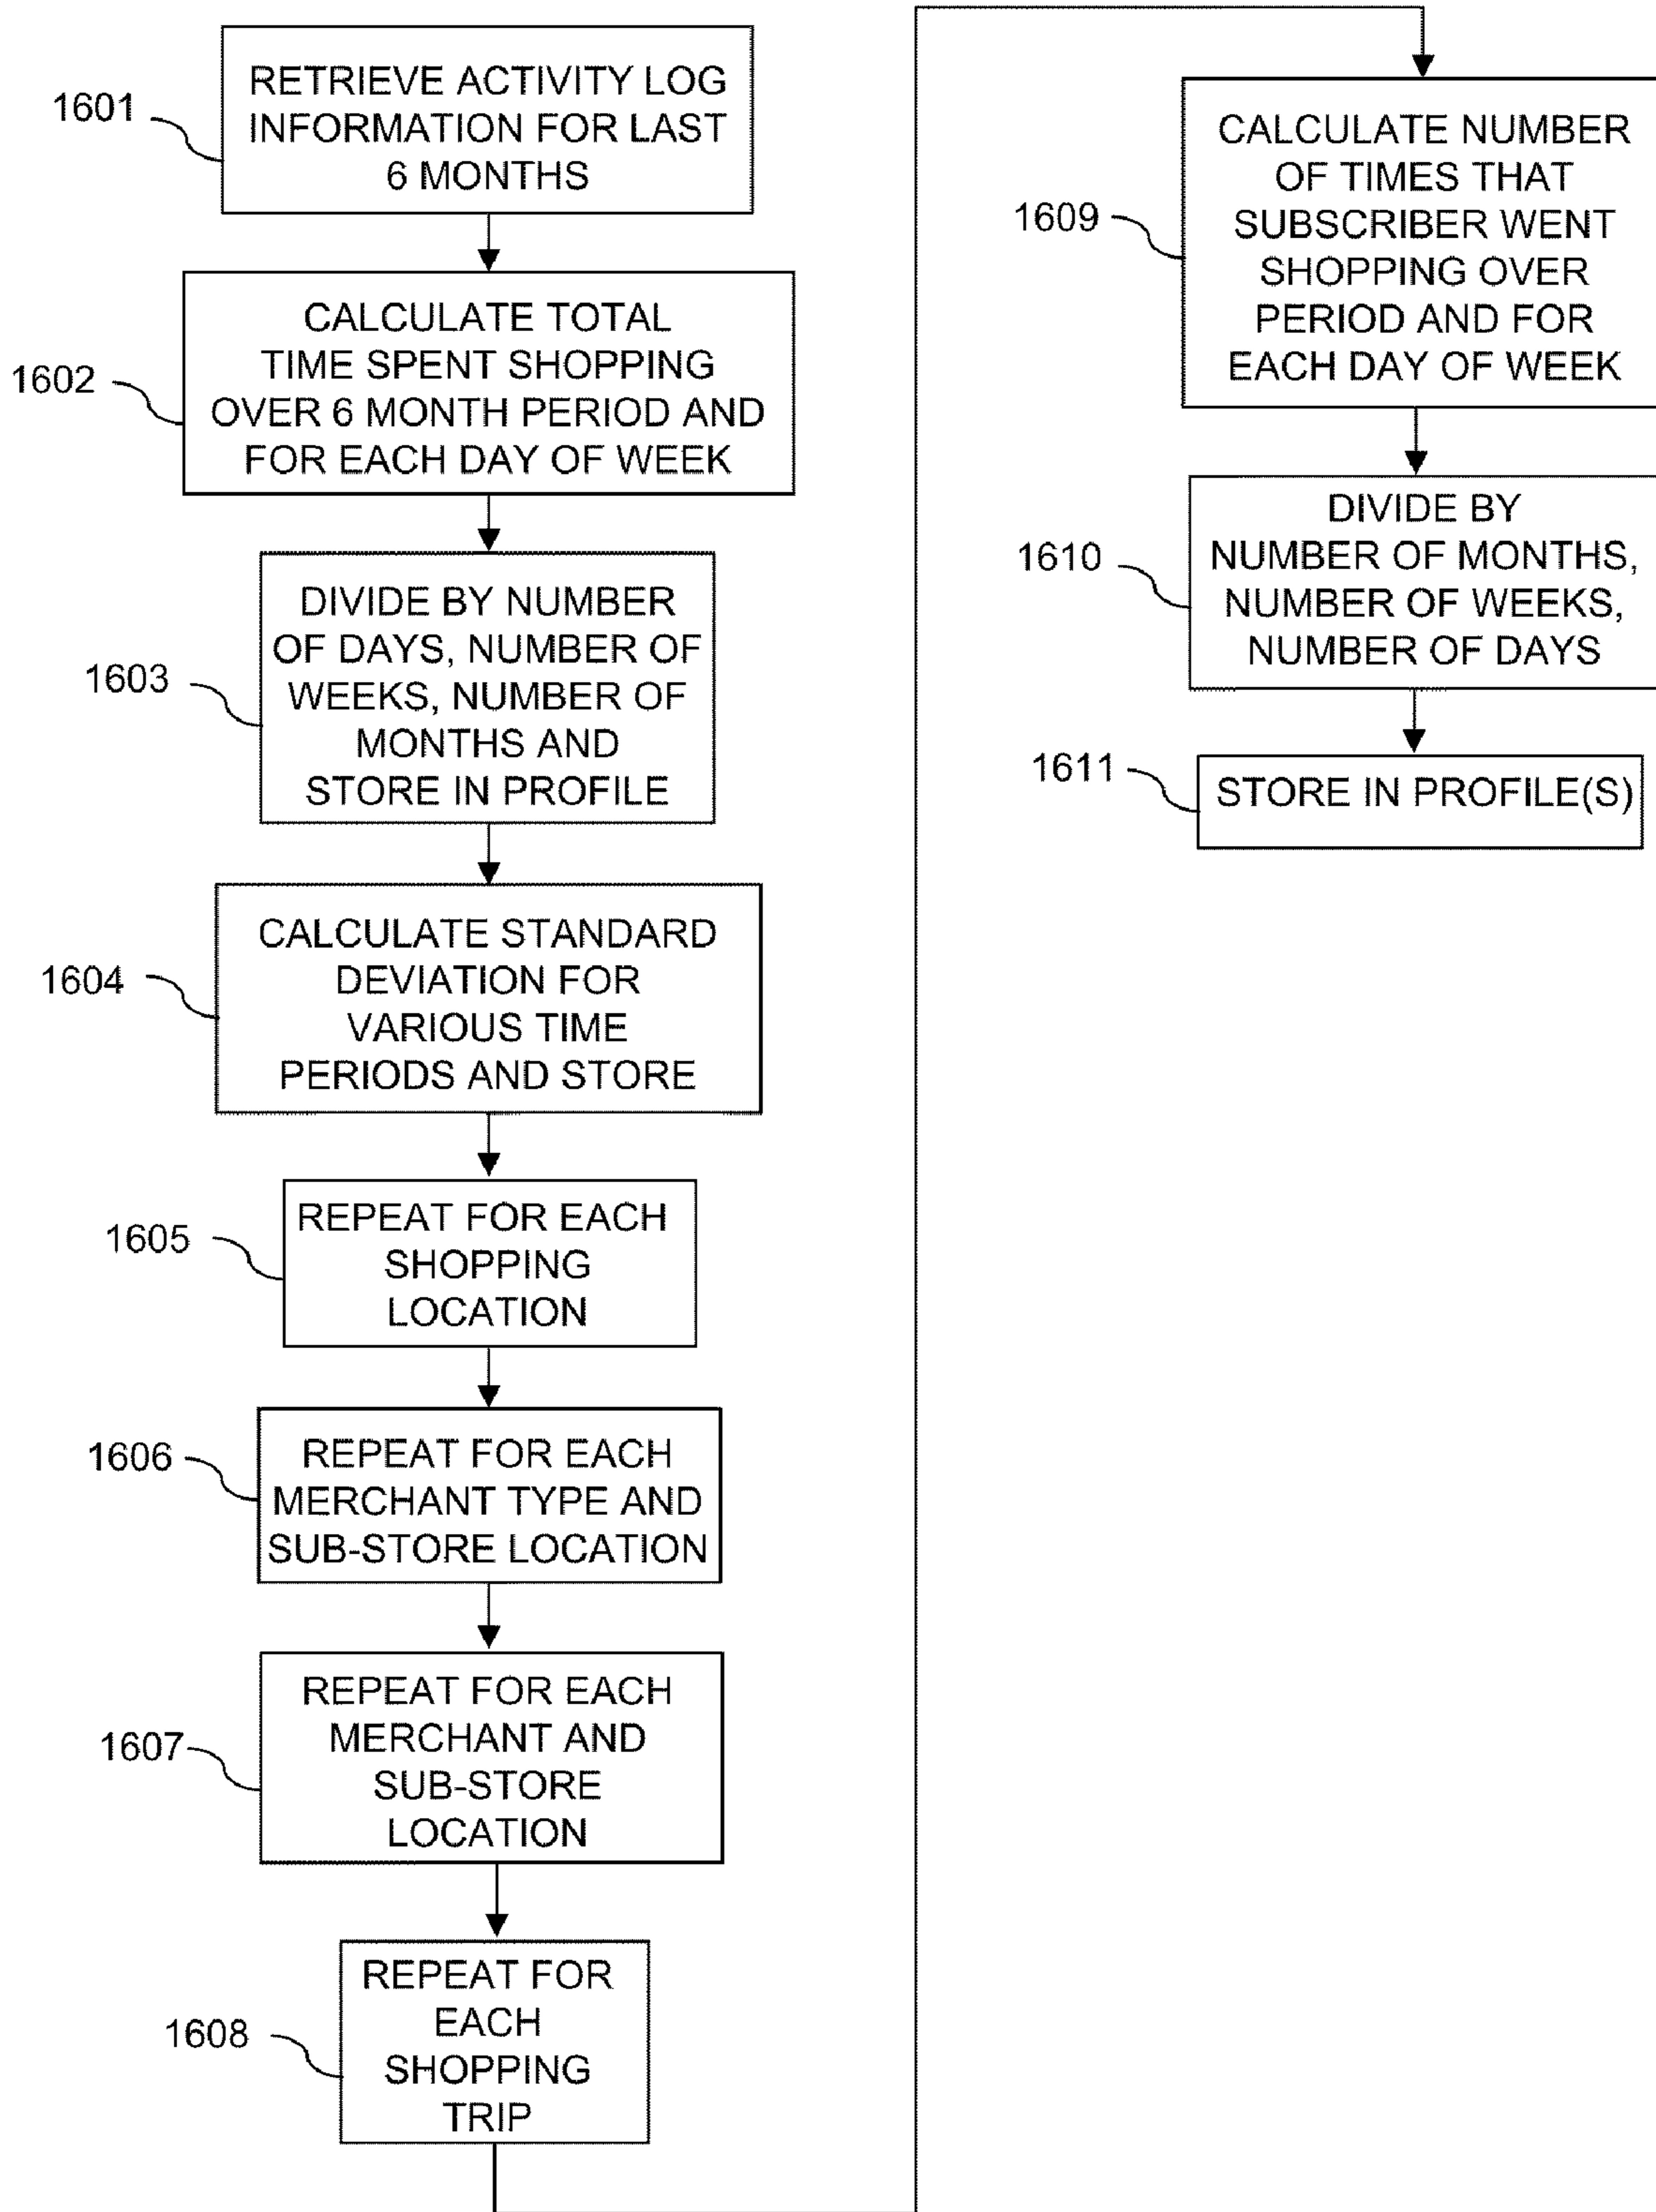 1601
RETRIEVE ACTIVITY LOG
INFORMATION FOR LAST
6 MONTHS
1602
CALCULATE TOTAL
TIME SPENT SHOPPING
OVER 6 MONTH PERIOD AND
FOR EACH DAY OF WEEK
1603
DIVIDE BY NUMBER
OF DAYS, NUMBER OF
WEEKS, NUMBER OF
MONTHS AND
STORE IN PROFILE
1604
CALCULATE STANDARD
DEVIATION FOR
VARIOUS TIME
PERIODS AND STORE
1605
REPEAT FOR EACH
SHOPPING
LOCATION
1606
REPEAT FOR EACH
MERCHANT TYPE AND
SUB-STORE LOCATION
1607
REPEAT FOR EACH
MERCHANT AND
SUB-STORE
LOCATION
1608
REPEAT FOR
EACH
SHOPPING
TRIP
1609
CALCULATE NUMBER
OF TIMES THAT
SUBSCRIBER WENT
SHOPPING OVER
PERIOD AND FOR
EACH DAY OF WEEK
1610
DIVIDE BY
NUMBER OF MONTHS,
NUMBER OF WEEKS,
NUMBER OF DAYS
1611
STORE IN PROFILE(S)